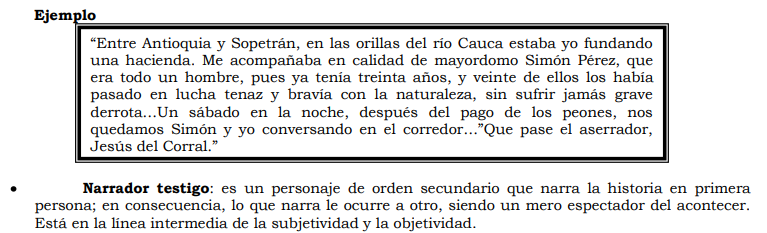 Ejemplo
“Entre Antioquia y Sopetrán, en las orillas del río Cauca estaba yo fundando
una hacienda. Me acompañaba en calidad de mayordomo Simón Pérez, que
era todo un hombre, pues ya tenía treinta años, y veinte de ellos los había
pasado en lucha tenaz y bravía con la naturaleza, sin sufrir jamás grave
derrota...Un sábado en la noche, después del pago de los peones, nos
quedamos Simón y yo conversando en el corredor...”Que pase el aserrador,
Jesús del Corral.”
• Narrador testigo: es un personaje de orden secundario que narra la historia en primera
persona; en consecuencia, lo que narra le ocurre a otro, siendo un mero espectador del acontecer.
Está en la línea intermedia de la subjetividad y la objetividad.